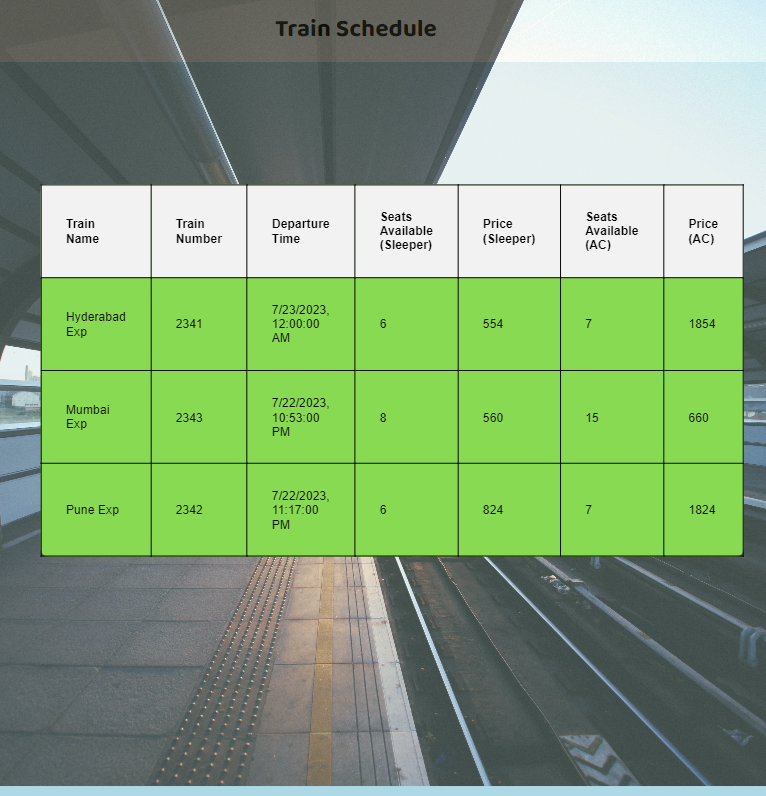 Train Schedule
Train Name
Train Number
Departure Time
Seats Available (Sleeper)
Price (Sleeper)
Seats Available (AC)
Price (AC)
Hyderabad Exp
2341
7/23/2023, 12:00:00 AM
6
554
7
1854
Mumbai Exp
2343
7/22/2023, 10:53:00 PM
8
560
15
660
Pune Exp
2342
7/22/2023, 11:17:00 PM
6
824
7
1824